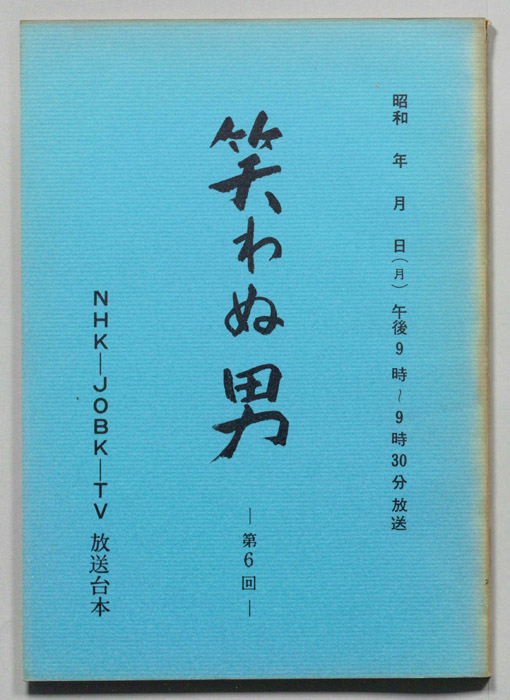 昭和　年　月　日（月）午後9時～9時30分放送
笑わぬ男
―第6回―
NHK―JOBK―TV 放送台本